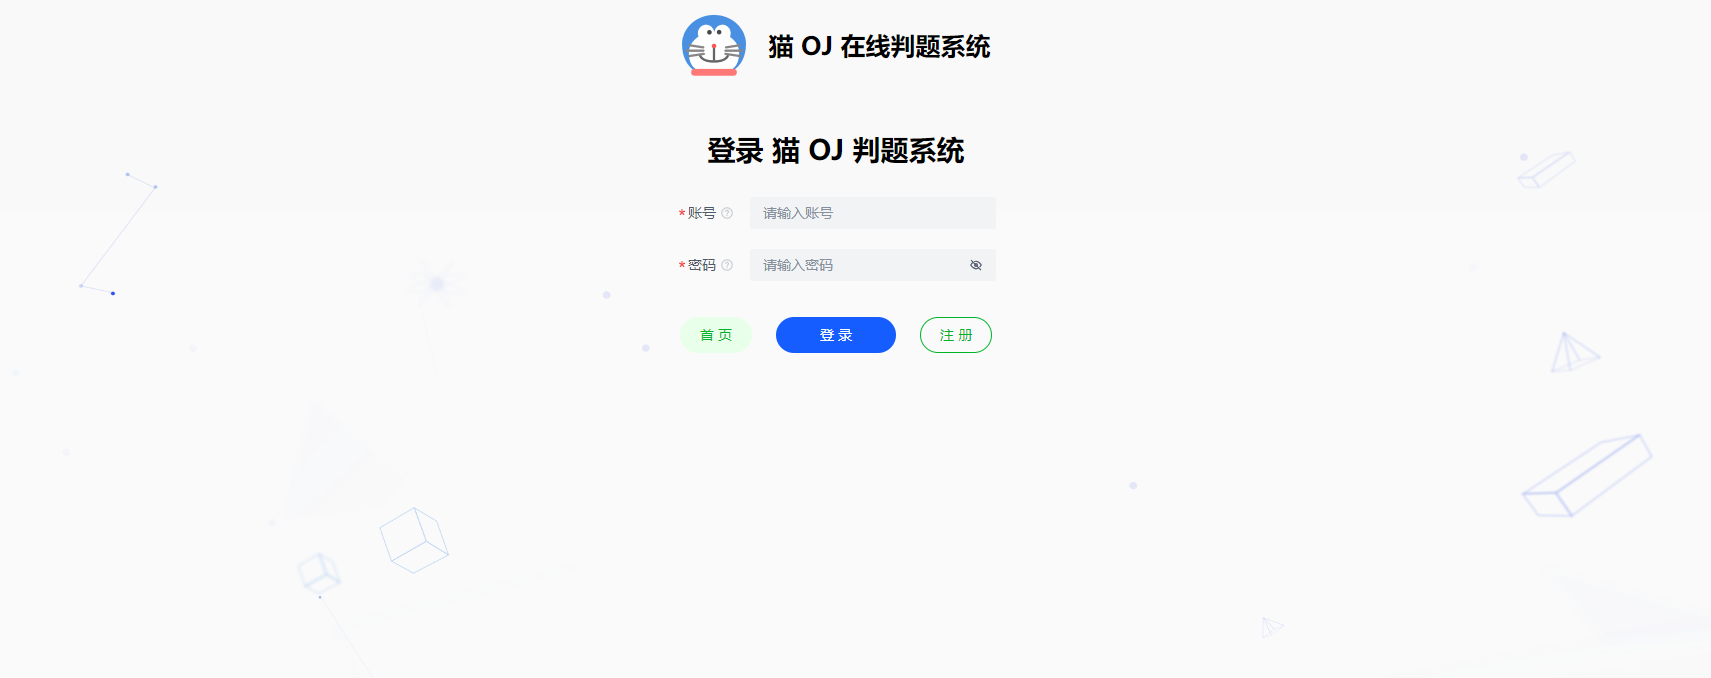 猫 OJ 在线判题系统
登录 猫 OJ 判题系统
* 账号 请输入账号
* 密码 请输入密码
首页 登录 注册